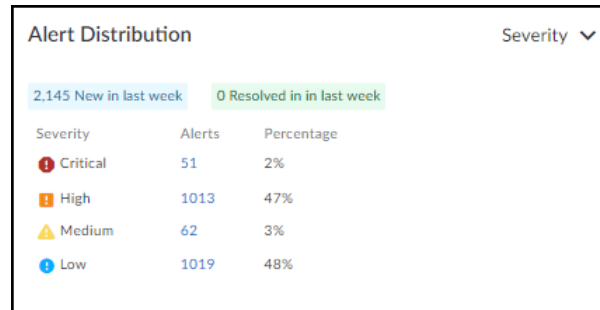 Alert Distribution Severity
2,145 New in last week 0 Resolved in in last week
Severity Alerts Percentage
Critical 51 2%
High 1013 47%
Medium 62 3%
Low 1019 48%